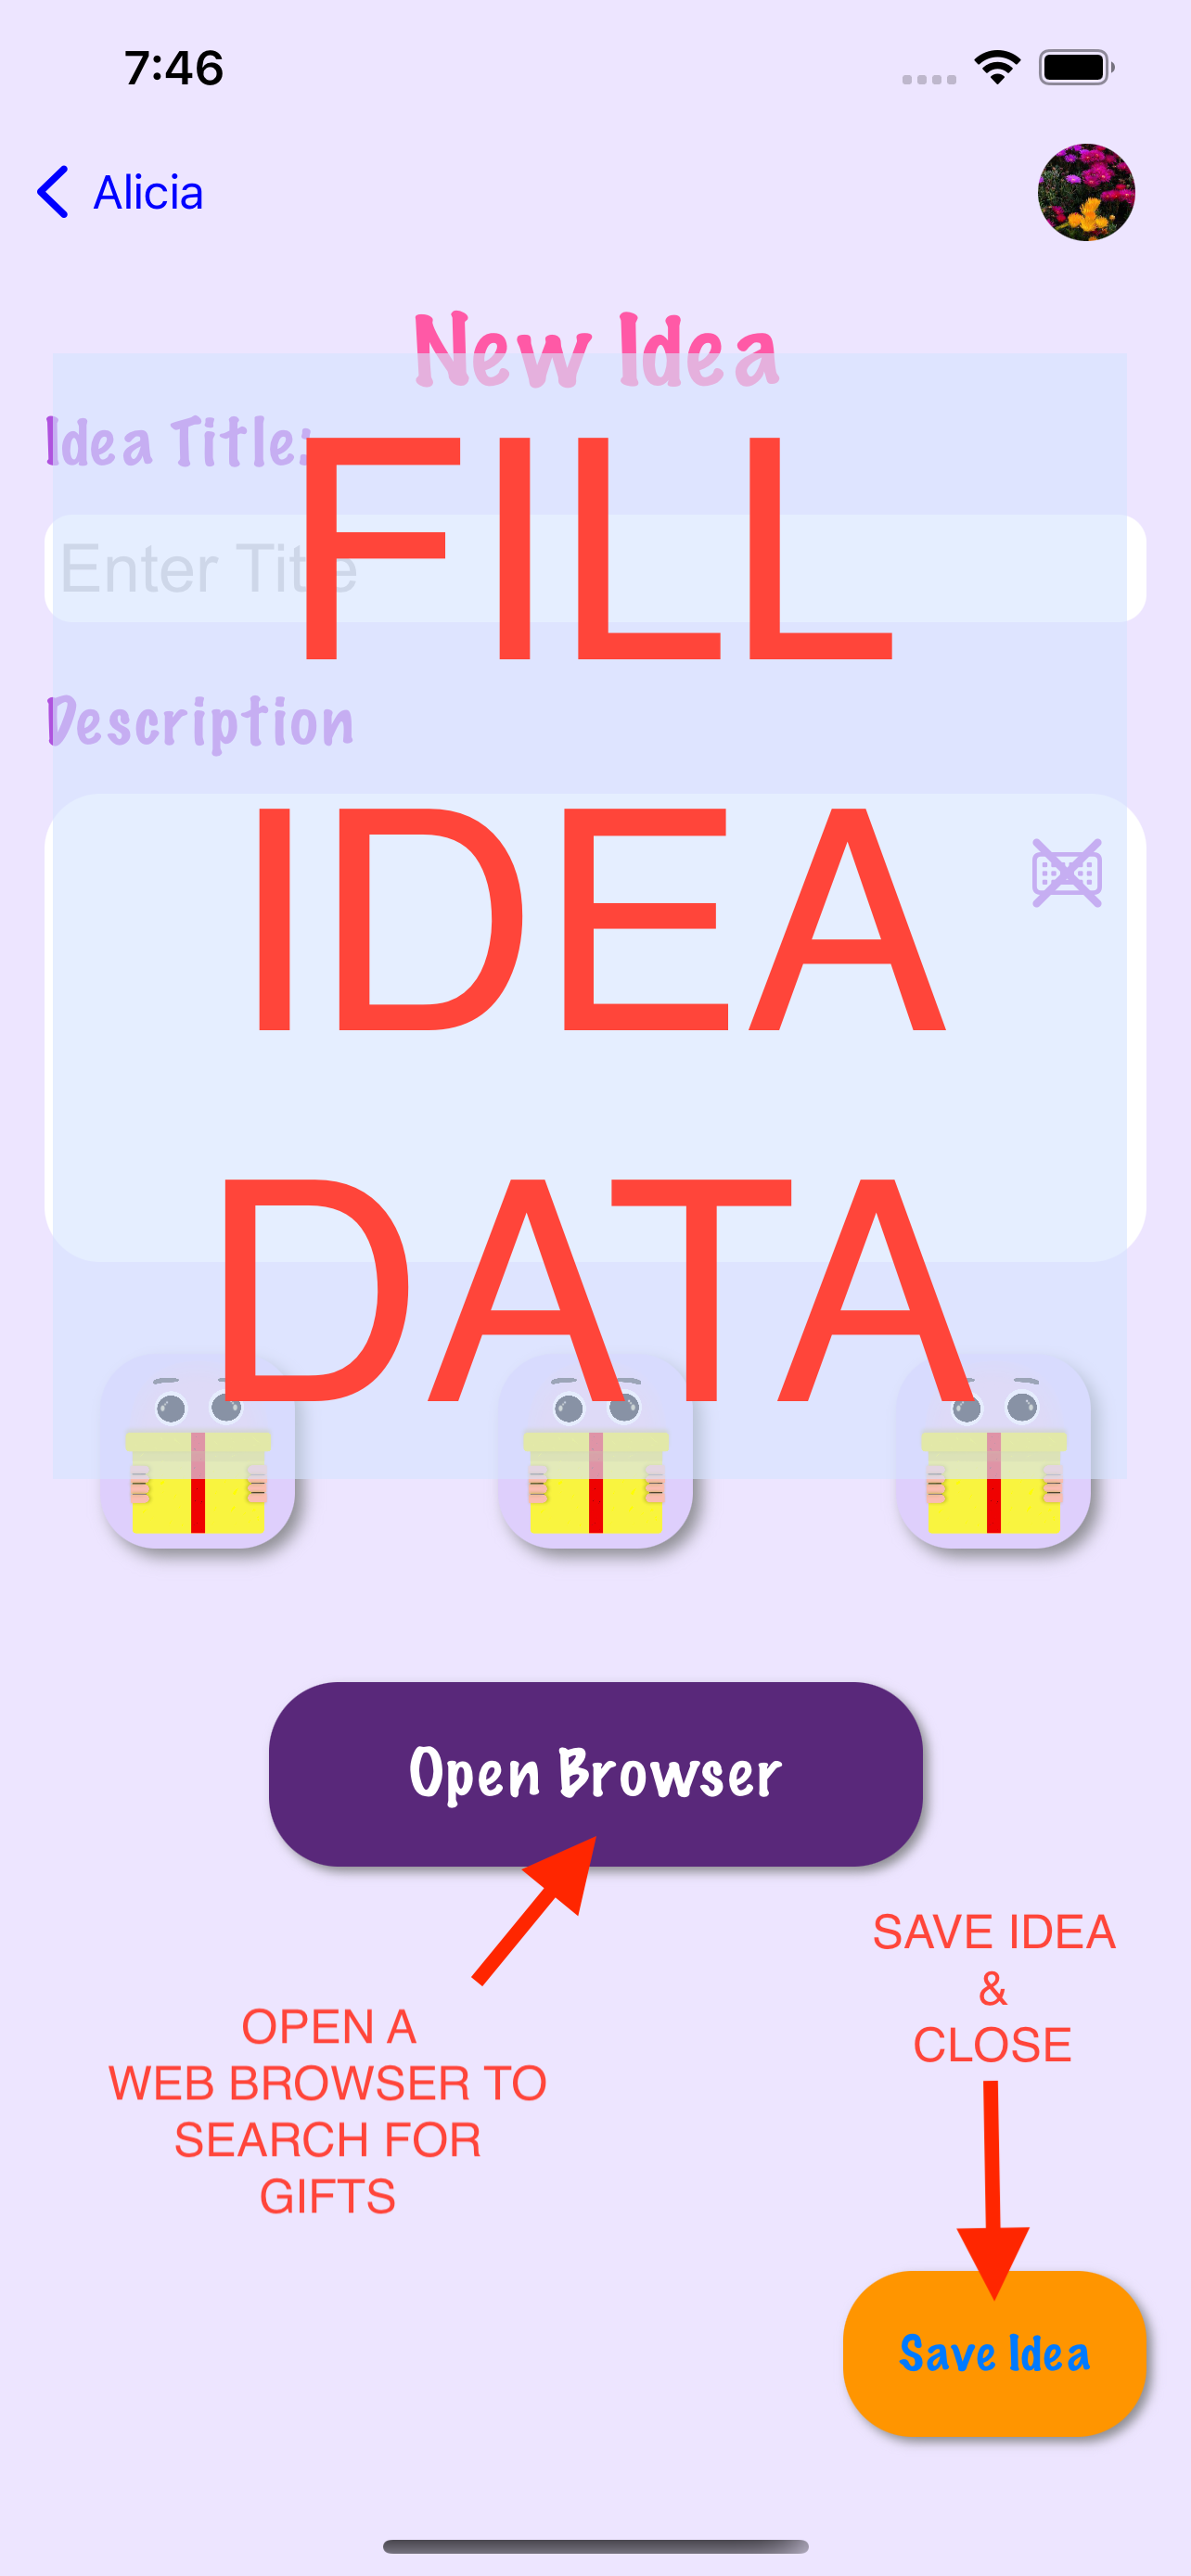 7:46
Alicia
New Idea
Idea Title:
Enter Title
FILL
Description
IDEA
DATA
Open Browser
OPEN A
WEB BROWSER TO
SEARCH FOR
GIFTS
SAVE IDEA
&
CLOSE
Save Idea